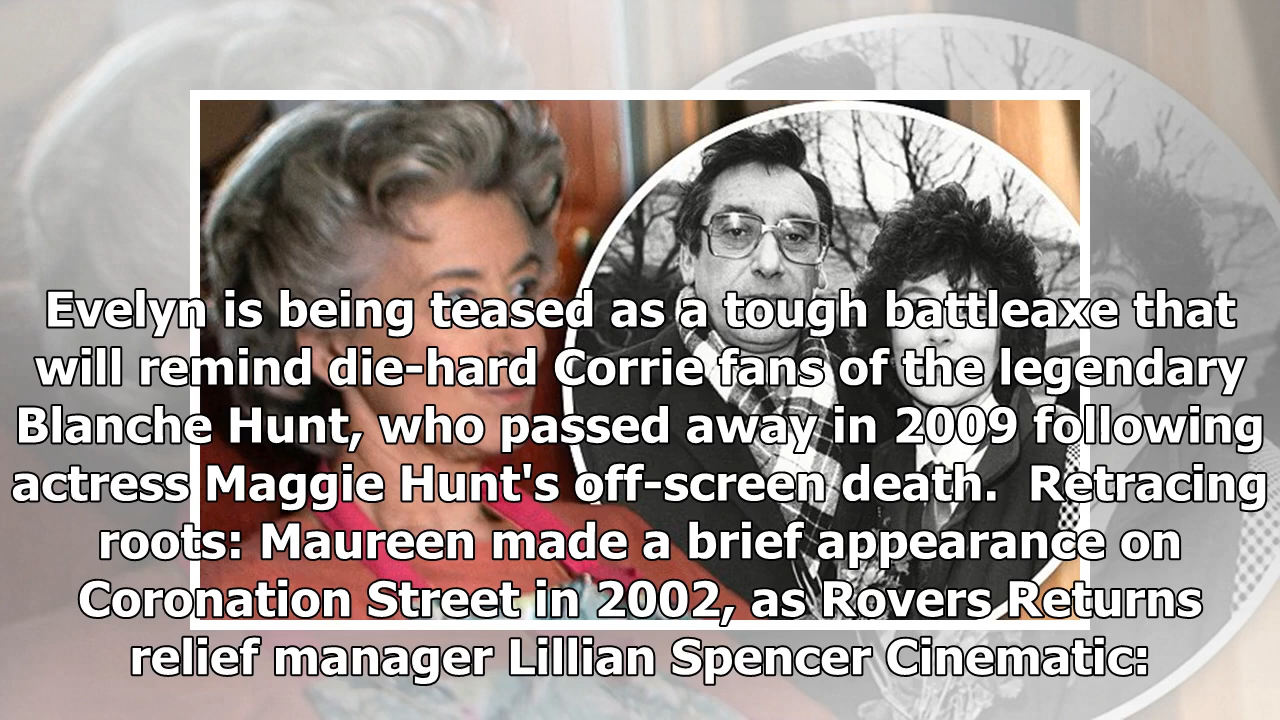 Evelyn is being teased as a tough battleaxe that
will remind die-hard Corrie fans of the legendary
Blanche Hunt, who passed away in 2009 following
actress Maggie Hunt's off-screen death.  Retracing
roots: Maureen made a brief appearance on
Coronation Street in 2002, as Rovers Returns
relief manager Lillian Spencer Cinematic: